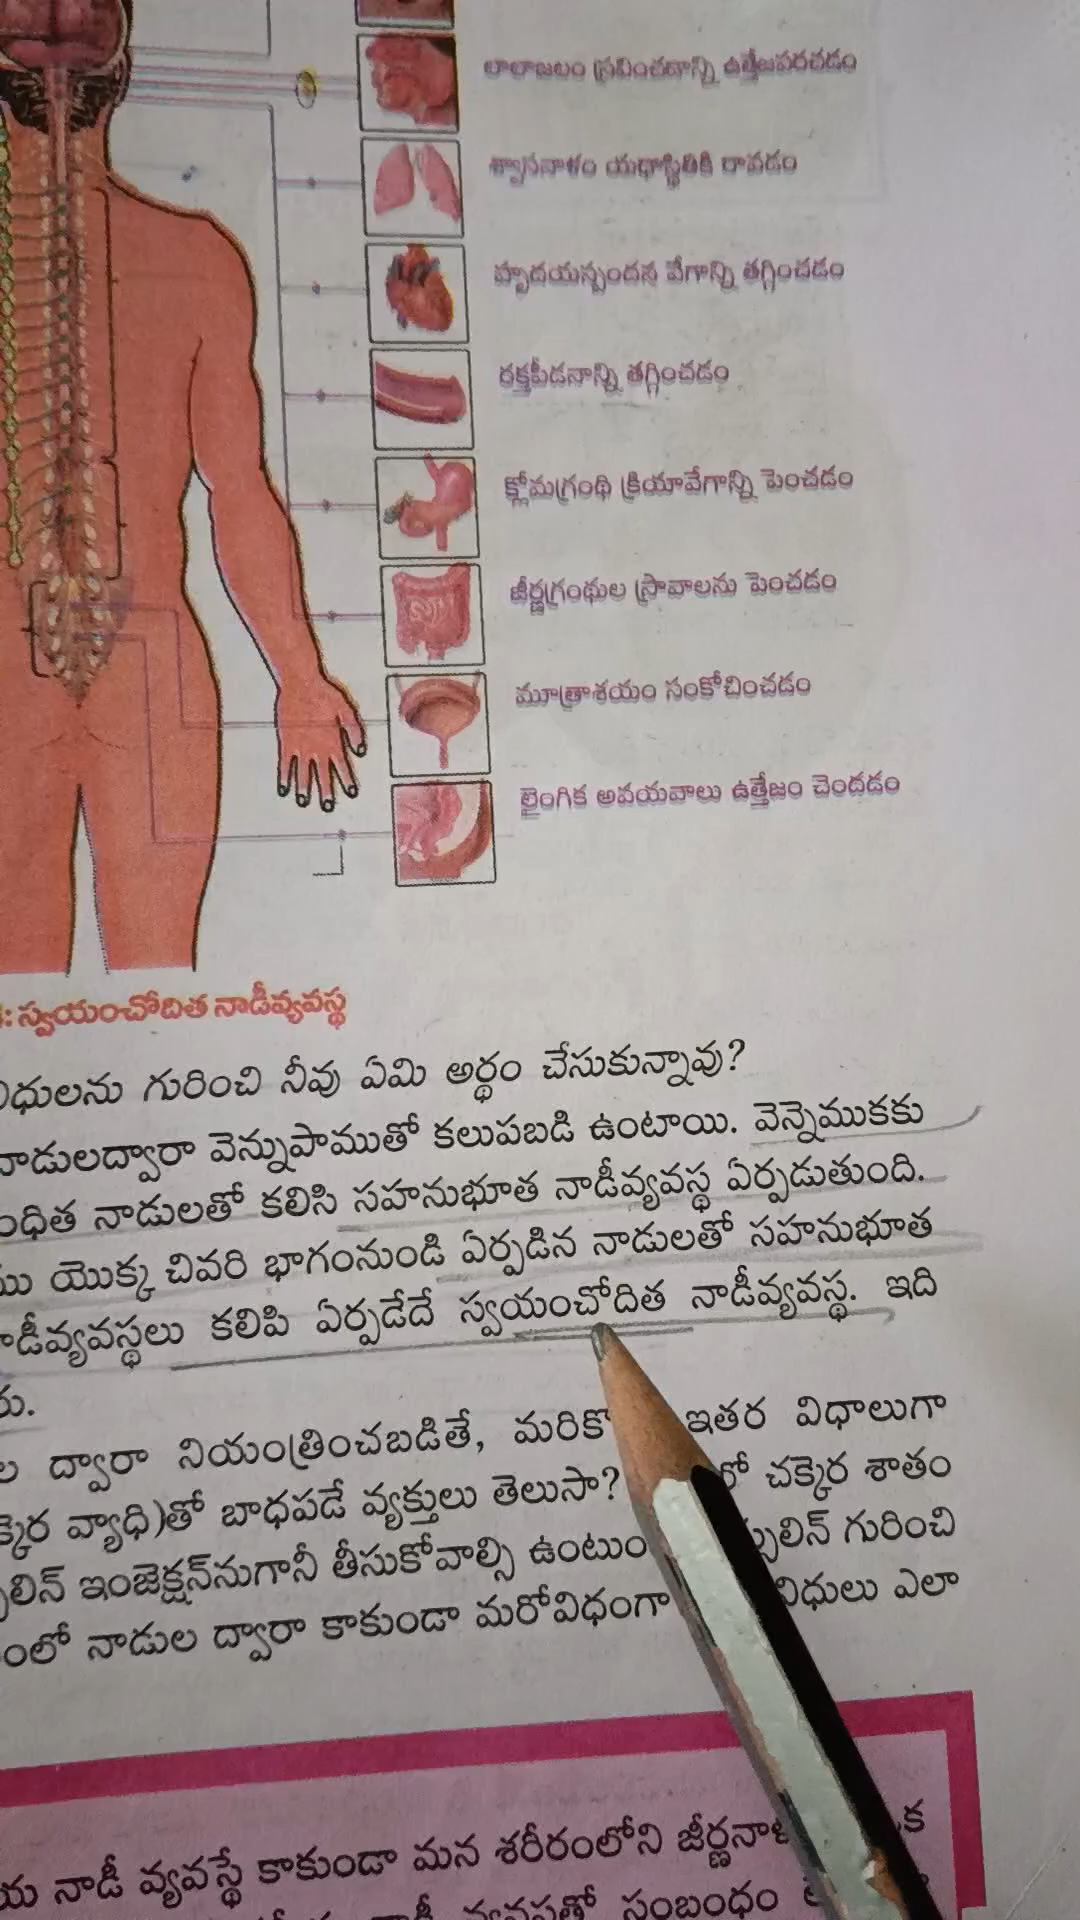 లాలాజలం స్రవించడాన్ని ఉత్తేజపరచడం
శ్వాసనాళం యథాస్థితికి రావడం
హృదయస్పందన వేగాన్ని తగ్గించడం
రక్తపీడనాన్ని తగ్గించడం
క్లోమగ్రంథి క్రియావేగాన్ని పెంచడం
జీర్ణగ్రంథుల స్రావాలను పెంచడం
మూత్రాశయం సంకోచించడం
లైంగిక అవయవాలు ఉత్తేజం చెందడం
: స్వయంచోదిత నాడీవ్యవస్థ
గురించి నీవు ఏమి అర్థం చేసుకున్నావు?
నాడులద్వారా వెన్నుపాముతో కలుపబడి ఉంటాయి. వెన్నెముకకు
నాడులతో కలిసి సహానుభూత నాడీవ్యవస్థ ఏర్పడుతుంది.
యొక్క చివరి భాగంనుండి ఏర్పడిన నాడులతో సహానుభూత
కలిపి ఏర్పడేదే స్వయంచోదిత నాడీవ్యవస్థ. ఇది
రు.
ల ద్వారా నియంత్రించబడితే, ఇతర విధాలుగా
వ్యాధి)తో బాధపడే వ్యక్తులు తెలుసా? చక్కెర శాతం
ఇంజెక్షన్‌నుగానీ తీసుకోవాల్సి గురించి
నాడుల ద్వారా కాకుండా మరోవిధంగా ఎలా
నాడీ వ్యవస్థే కాకుండా మన శరీరంలోని
సంబంధం